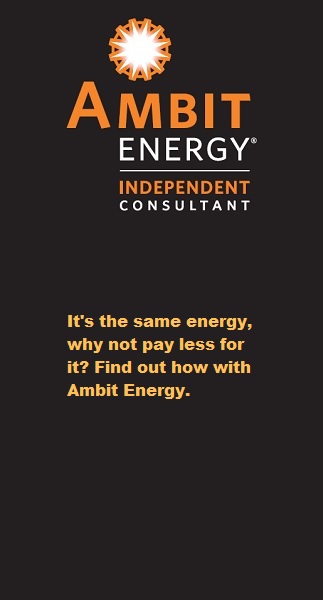 AMBIT
ENERGY®
INDEPENDENT
CONSULTANT
It's the same energy,
why not pay less for
it? Find out how with
Ambit Energy.